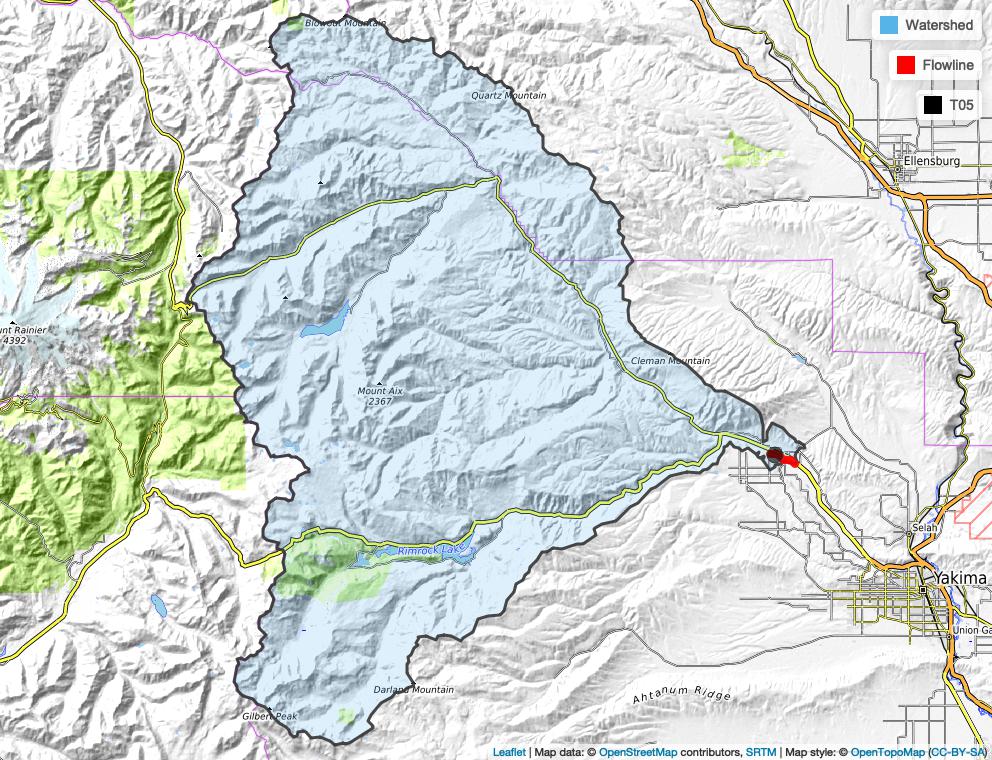 Blowout Mountain
Watershed
Flowline
T05
Quartz Mountain
Ellensburg
unt Rainier
4392
Cleman Mountain
Mount Aix
2367
Selah
Rimrock Lake
Yakima
Union Ga
Darland Mountain
Ahtanum Ridge
Gilbert Peak
Leaflet | Map data: © OpenStreetMap contributors, SRTM | Map style: © OpenTopoMap (CC-BY-SA)